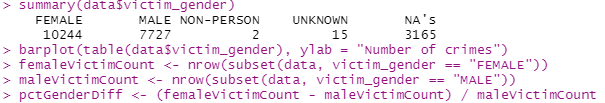 > summary(data$victim_gender)
FEMALE MALE NON-PERSON UNKNOWN NA's
10244 7727 2 15 3165
> barplot(table(data$victim_gender), ylab = "Number of crimes")
> femaleVictimCount <- nrow(subset(data, victim_gender == "FEMALE"))
> maleVictimCount <- nrow(subset(data, victim_gender == "MALE"))
> pctGenderDiff <- (femaleVictimCount - maleVictimCount) / maleVictimCount